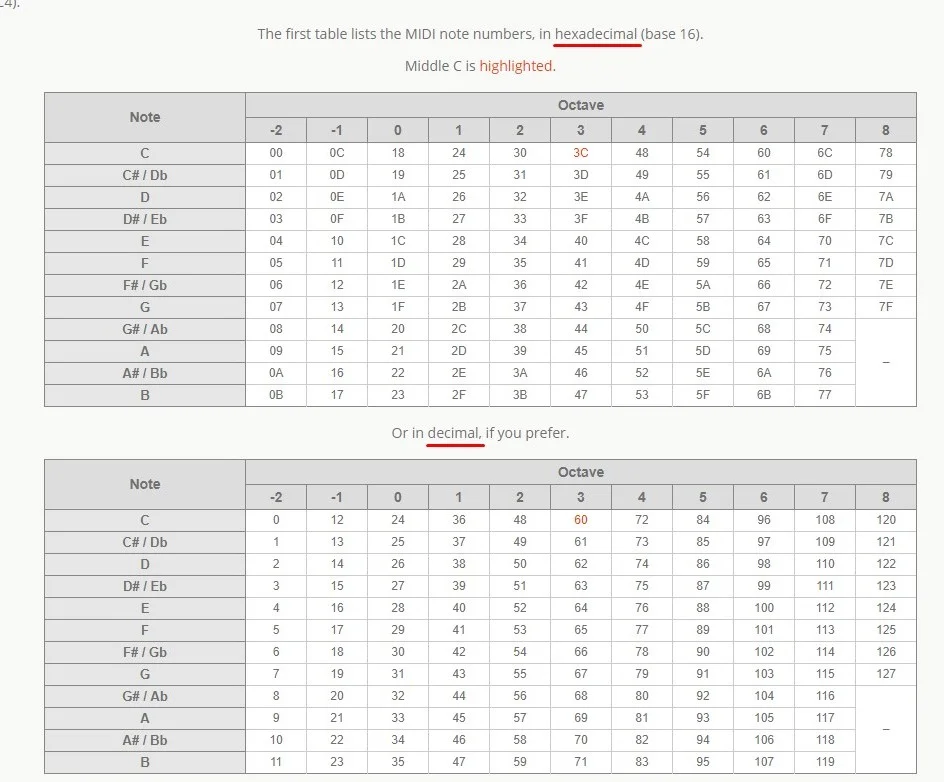 C4).
The first table lists the MIDI note numbers, in hexadecimal (base 16).
Middle C is highlighted.
Note Octave
-2 -1 0 1 2 3 4 5 6 7 8
C 00 0C 18 24 30 3C 48 54 60 6C 78
C# / Db 01 0D 19 25 31 3D 49 55 61 6D 79
D 02 0E 1A 26 32 3E 4A 56 62 6E 7A
D# / Eb 03 0F 1B 27 33 3F 4B 57 63 6F 7B
E 04 10 1C 28 34 40 4C 58 64 70 7C
F 05 11 1D 29 35 41 4D 59 65 71 7D
F# / Gb 06 12 1E 2A 36 42 4E 5A 66 72 7E
G 07 13 1F 2B 37 43 4F 5B 67 73 7F
G# / Ab 08 14 20 2C 38 44 50 5C 68 74
A 09 15 21 2D 39 45 51 5D 69 75 –
A# / Bb 0A 16 22 2E 3A 46 52 5E 6A 76
B 0B 17 23 2F 3B 47 53 5F 6B 77
Or in decimal, if you prefer.
Note Octave
-2 -1 0 1 2 3 4 5 6 7 8
C 0 12 24 36 48 60 72 84 96 108 120
C# / Db 1 13 25 37 49 61 73 85 97 109 121
D 2 14 26 38 50 62 74 86 98 110 122
D# / Eb 3 15 27 39 51 63 75 87 99 111 123
E 4 16 28 40 52 64 76 88 100 112 124
F 5 17 29 41 53 65 77 89 101 113 125
F# / Gb 6 18 30 42 54 66 78 90 102 114 126
G 7 19 31 43 55 67 79 91 103 115 127
G# / Ab 8 20 32 44 56 68 80 92 104 116
A 9 21 33 45 57 69 81 93 105 117 –
A# / Bb 10 22 34 46 58 70 82 94 106 118
B 11 23 35 47 59 71 83 95 107 119